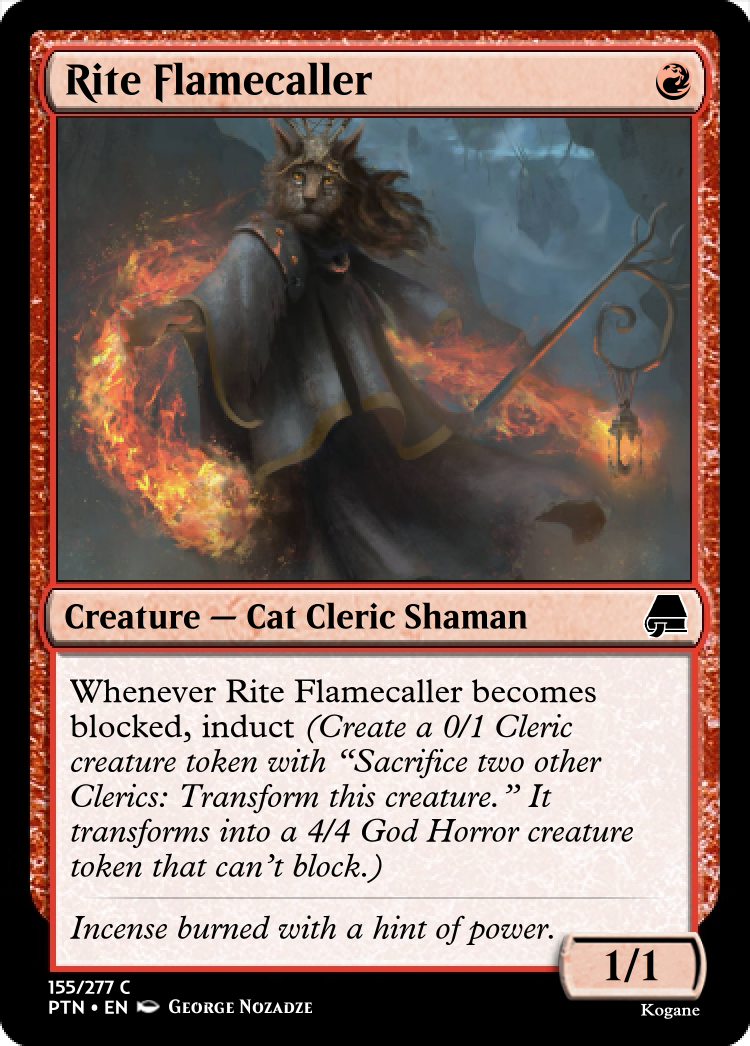 Rite Flamecaller
Creature — Cat Cleric Shaman
Whenever Rite Flamecaller becomes
blocked, induct (Create a 0/1 Cleric
creature token with “Sacrifice two other
Clerics: Transform this creature.” It
transforms into a 4/4 God Horror creature
token that can’t block.)
Incense burned with a hint of power.
1/1
155/277 C
PTN • EN George Nozadze
Kogane